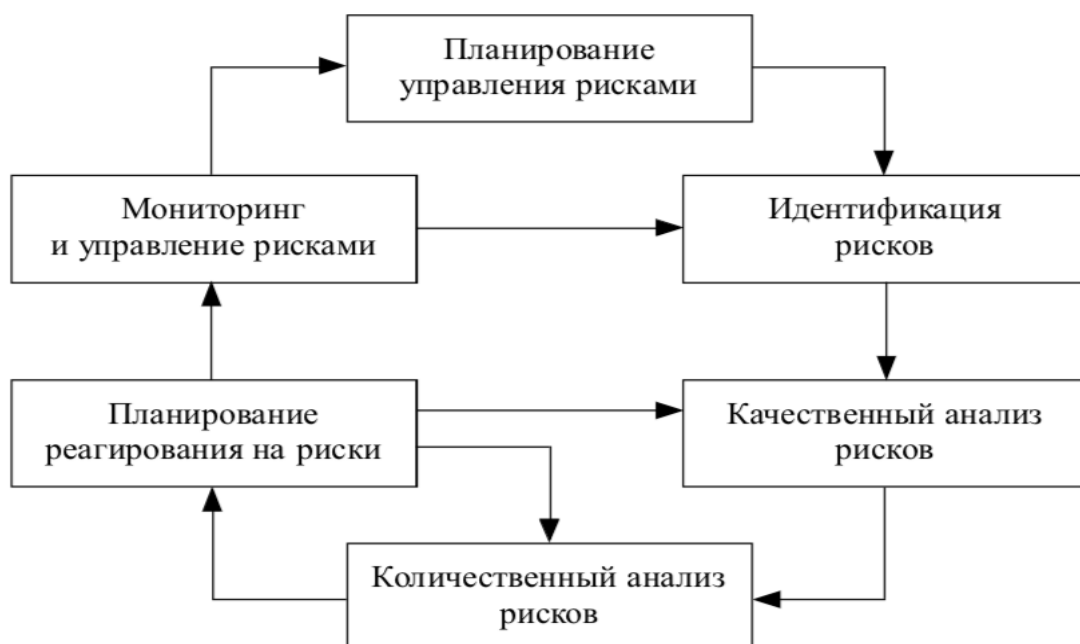 Планирование
управления рисками
Мониторинг
и управление рисками
Идентификация
рисков
Планирование
реагирования на риски
Качественный анализ
рисков
Количественный анализ
рисков